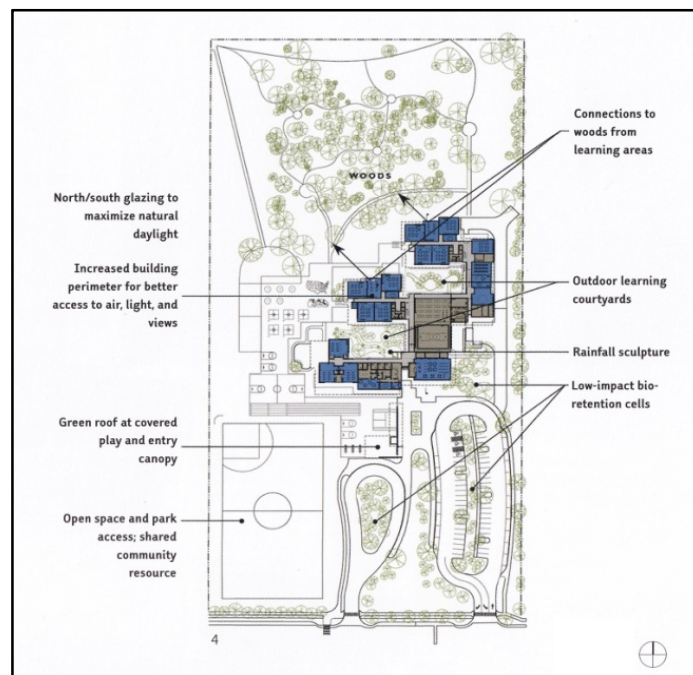 Connections to
woods from
learning areas
WOODS
North/south glazing to
maximize natural
daylight
Increased building
perimeter for better
access to air, light, and
views
Outdoor learning
courtyards
Rainfall sculpture
Low-impact bio-
retention cells
Green roof at covered
play and entry
canopy
Open space and park
access; shared
community
resource
4